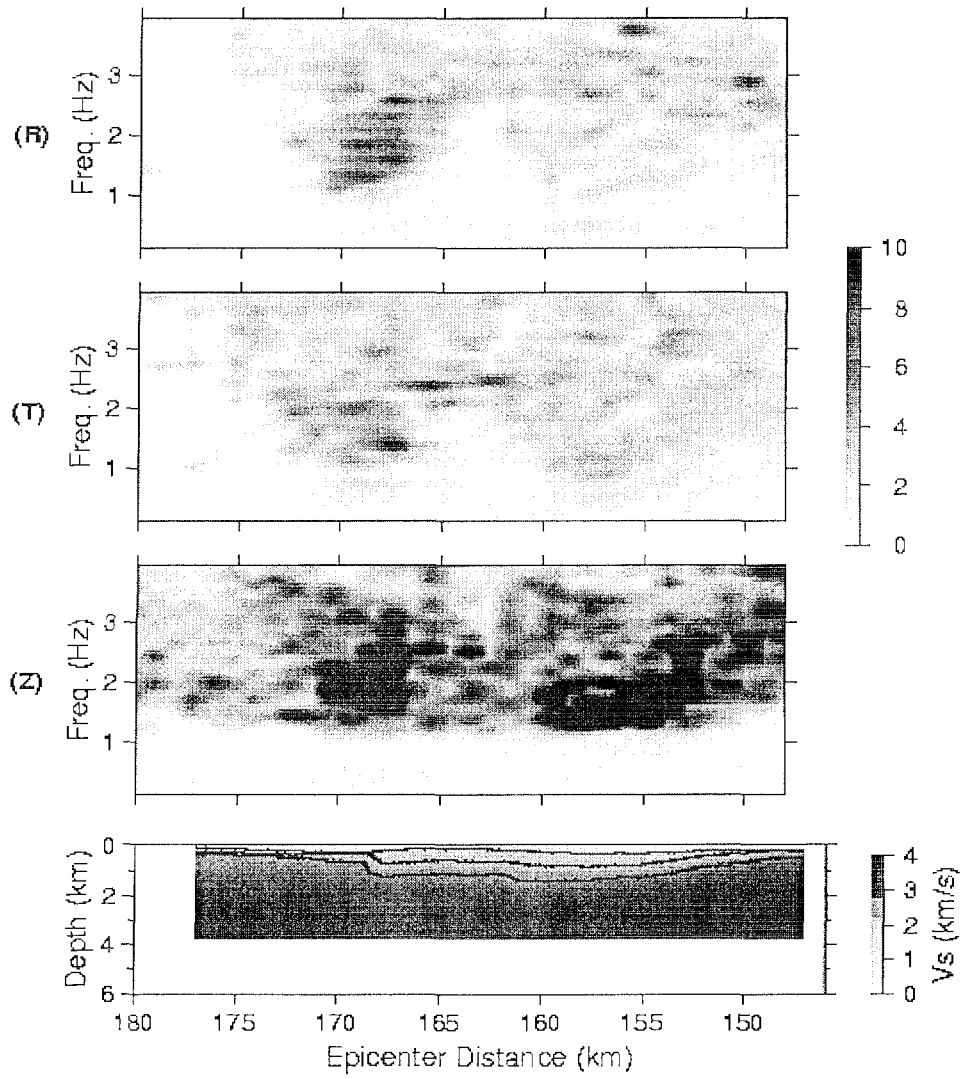 3
2
1
Freq. (Hz)
(R)
3
2
1
Freq. (Hz)
(T)
10
8
6
4
2
0
3
2
1
Freq. (Hz)
(Z)
0
2
4
6
Depth (km)
4
3
2
1
0
Vs (km/s)
180 175 170 165 160 155 150
Epicenter Distance (km)